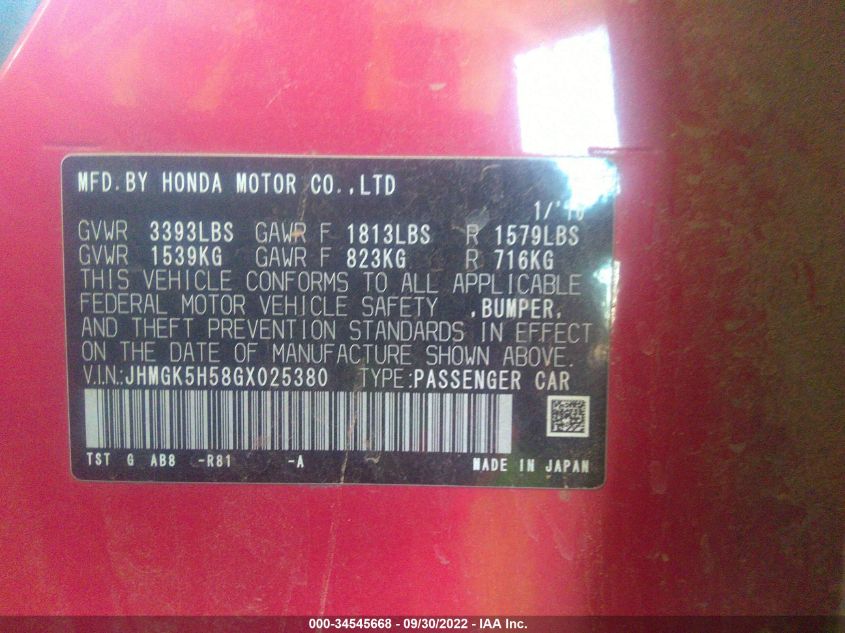 MFD.BY HONDA MOTOR CO.,LTD
1/'16
GVWR 3393LBS GAWR F 1813LBS R 1579LBS
GVWR 1539KG GAWR F 823KG R 716KG
THIS VEHICLE CONFORMS TO ALL APPLICABLE
FEDERAL MOTOR VEHICLE SAFETY ,BUMPER,
AND THEFT PREVENTION STANDARDS IN EFFECT
ON THE DATE OF MANUFACTURE SHOWN ABOVE.
V.I.N.:JHMGK5H58GX025380 TYPE:PASSENGER CAR
TST G AB8 -R81 -A MADE IN JAPAN
000-34545668 - 09/30/2022 - IAA Inc.